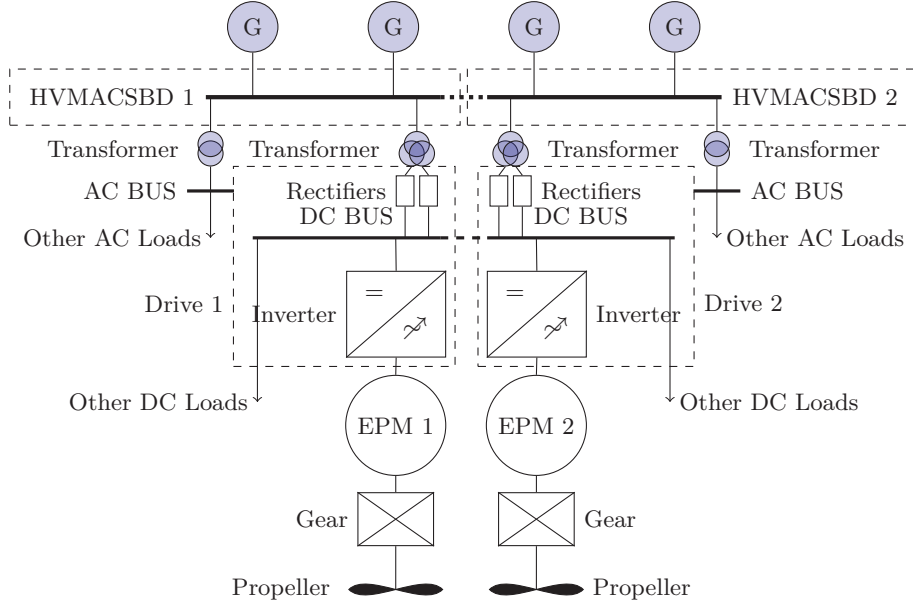 G G G G
HVMACSBD 1 HVMACSBD 2
Transformer Transformer Transformer Transformer
AC BUS Rectifiers Rectifiers AC BUS
DC BUS DC BUS
Other AC Loads Other AC Loads
= =
Drive 1 Inverter Inverter Drive 2
Other DC Loads Other DC Loads
EPM 1 EPM 2
Gear Gear
Propeller Propeller